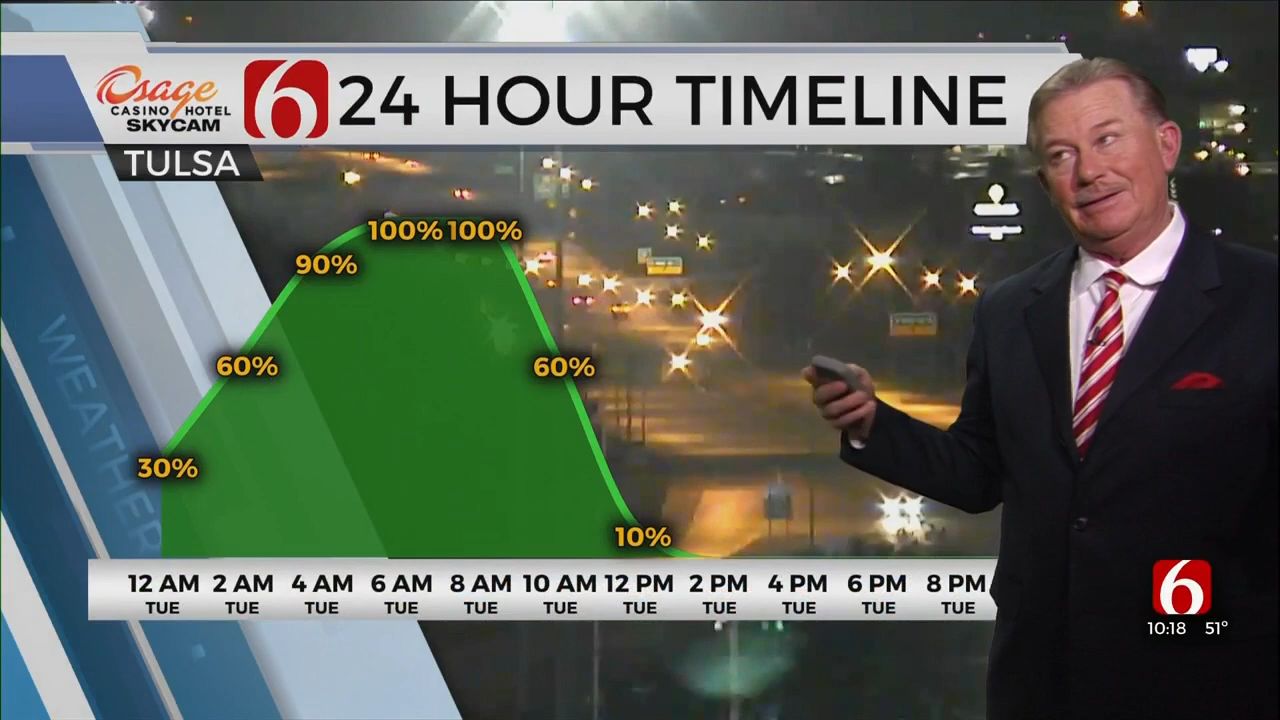 Osage
CASINO HOTEL
SKYCAM
6
24 HOUR TIMELINE
TULSA
WEATHER
100% 100%
90%
60% 60%
30%
10%
12 AM 2 AM 4 AM 6 AM 8 AM 10 AM 12 PM 2 PM 4 PM 6 PM 8 PM
TUE TUE TUE TUE TUE TUE TUE TUE TUE TUE TUE
6
10:18 51°